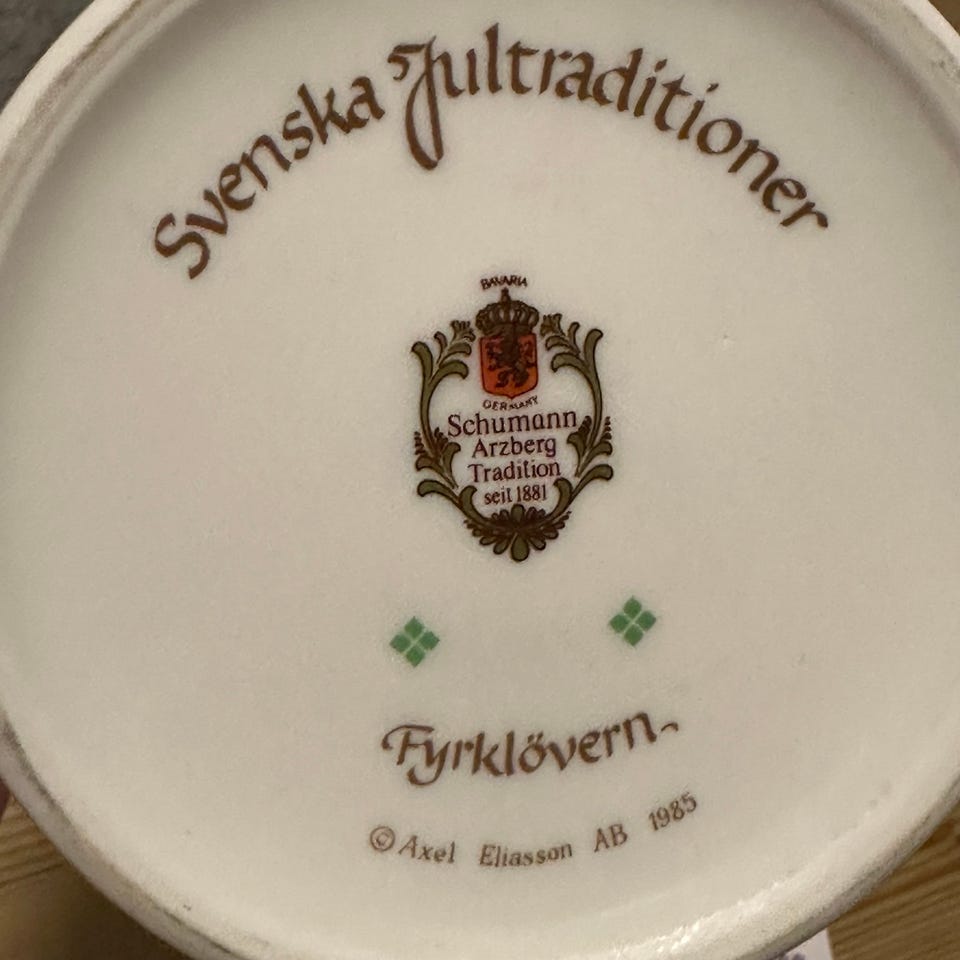 Svenska Jultraditioner
BAVARIA
GERMANY
Schumann
Arzberg
Tradition
seit 1881
Fyrklövern
© Axel Eliasson AB 1985